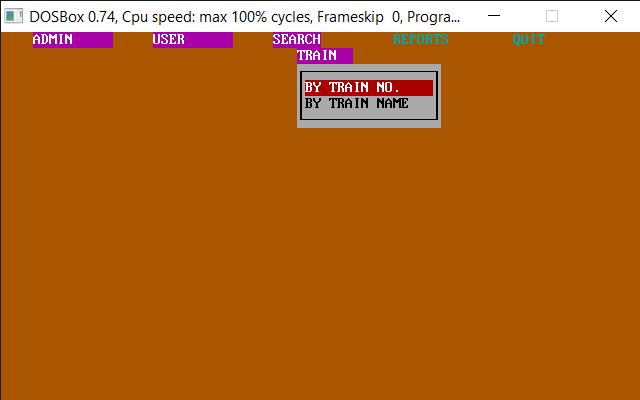 DOSBox 0.74, Cpu speed: max 100% cycles, Frameskip 0, Progra...
ADMIN USER SEARCH REPORTS QUIT
TRAIN
BY TRAIN NO.
BY TRAIN NAME